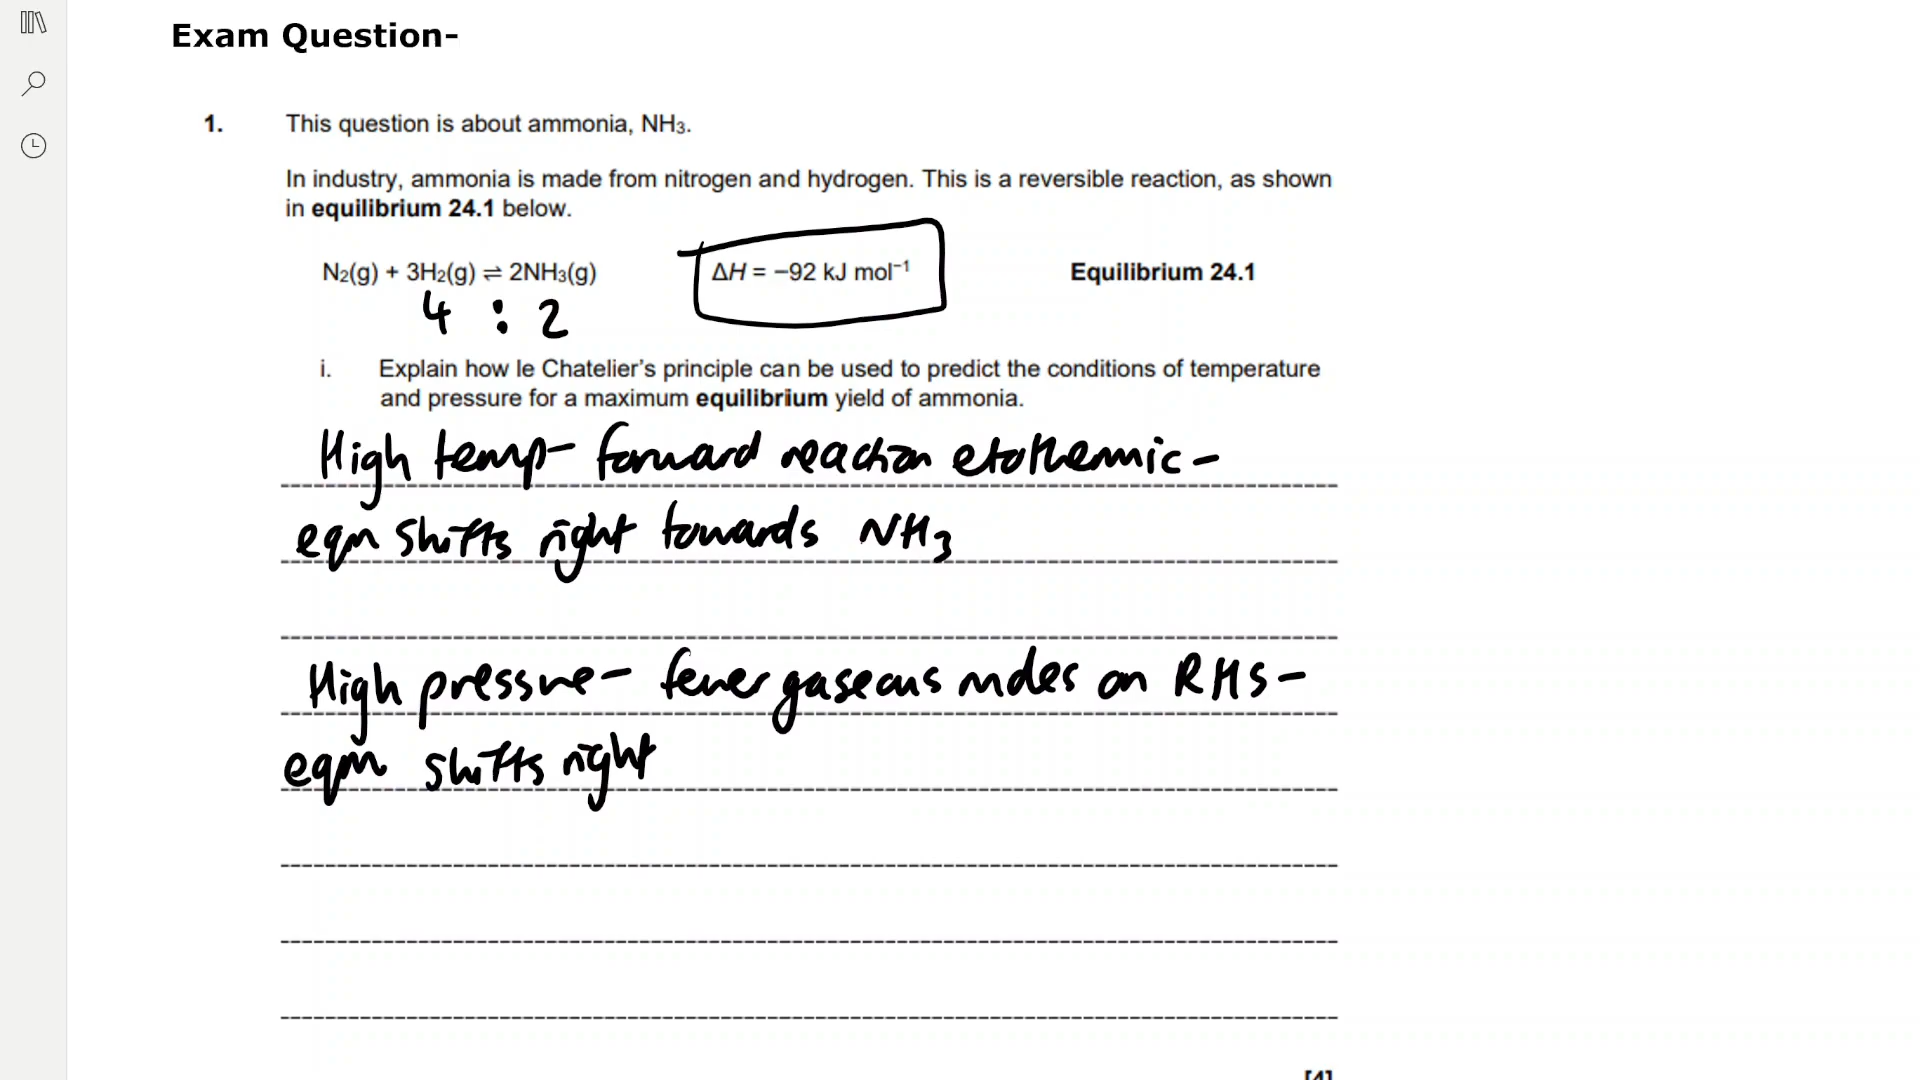 Exam Question-
1. This question is about ammonia, NH₃.
In industry, ammonia is made from nitrogen and hydrogen. This is a reversible reaction, as shown
in equilibrium 24.1 below.
N₂(g) + 3H₂(g) ⇌ 2NH₃(g) ΔH = −92 kJ mol⁻¹ Equilibrium 24.1
4 : 2
i. Explain how le Chatelier’s principle can be used to predict the conditions of temperature
and pressure for a maximum equilibrium yield of ammonia.
High temp- forward reaction exothermic -
eqm shifts right towards NH₃
High pressure- fewer gaseous moles on RHS-
eqm shifts right
[4]